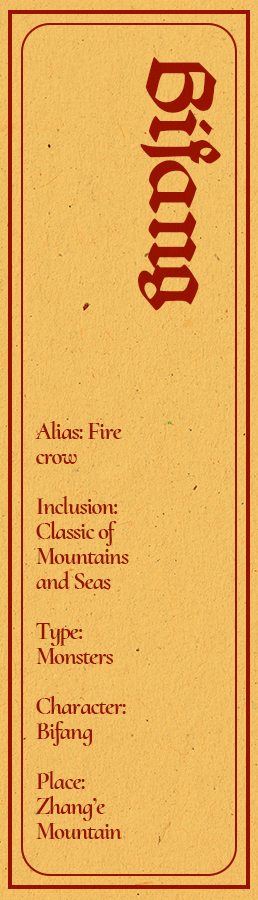 Bifang
Alias: Fire
crow
Inclusion:
Classic of
Mountains
and Seas
Type:
Monsters
Character:
Bifang
Place:
Zhang'e
Mountain